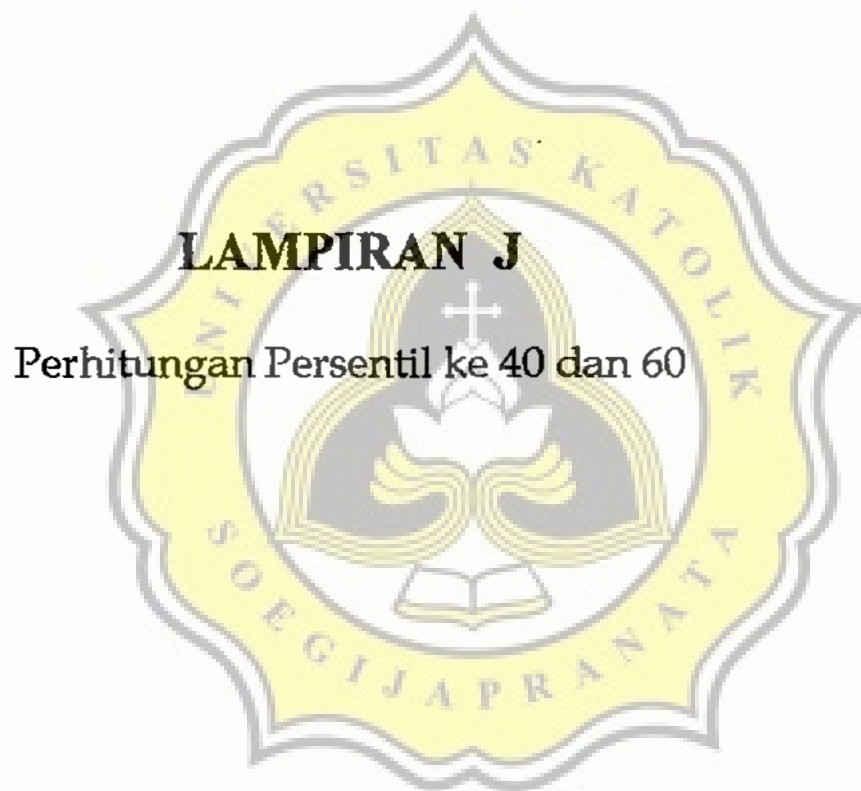 LAMPIRAN J
Perhitungan Persentil ke 40 dan 60
UNIVERSITAS KATOLIK
SOEGIJAPRANATA